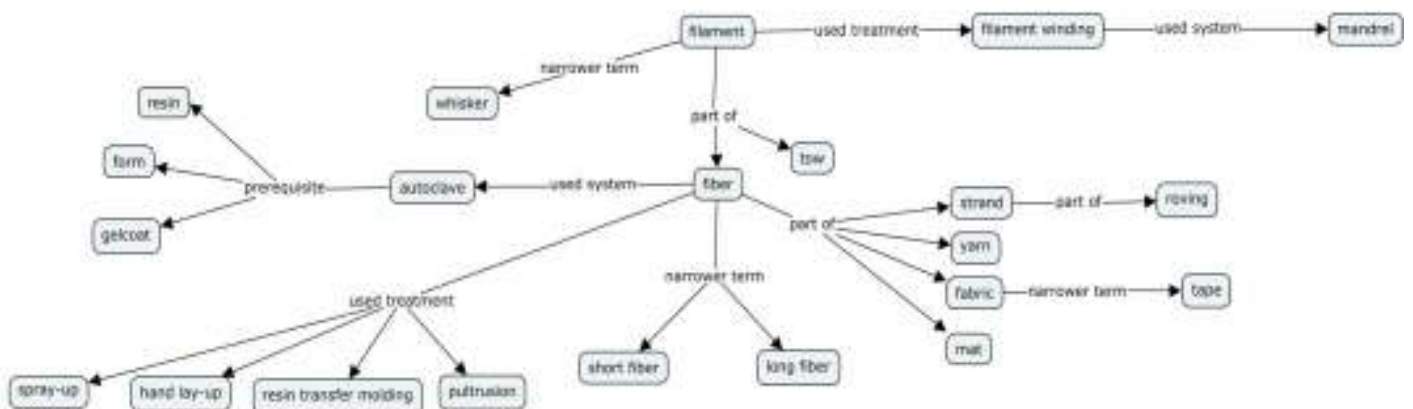 filament
used treatment
filament winding
used system
mandrel
narrower term
whisker
resin
part of
form
tow
prerequisite
autoclave
used system
fiber
gelcoat
part of
strand
part of
roving
yarn
narrower term
fabric
narrower term
tape
used treatment
mat
short fiber
long fiber
spray-up
hand lay-up
resin transfer molding
pultrusion